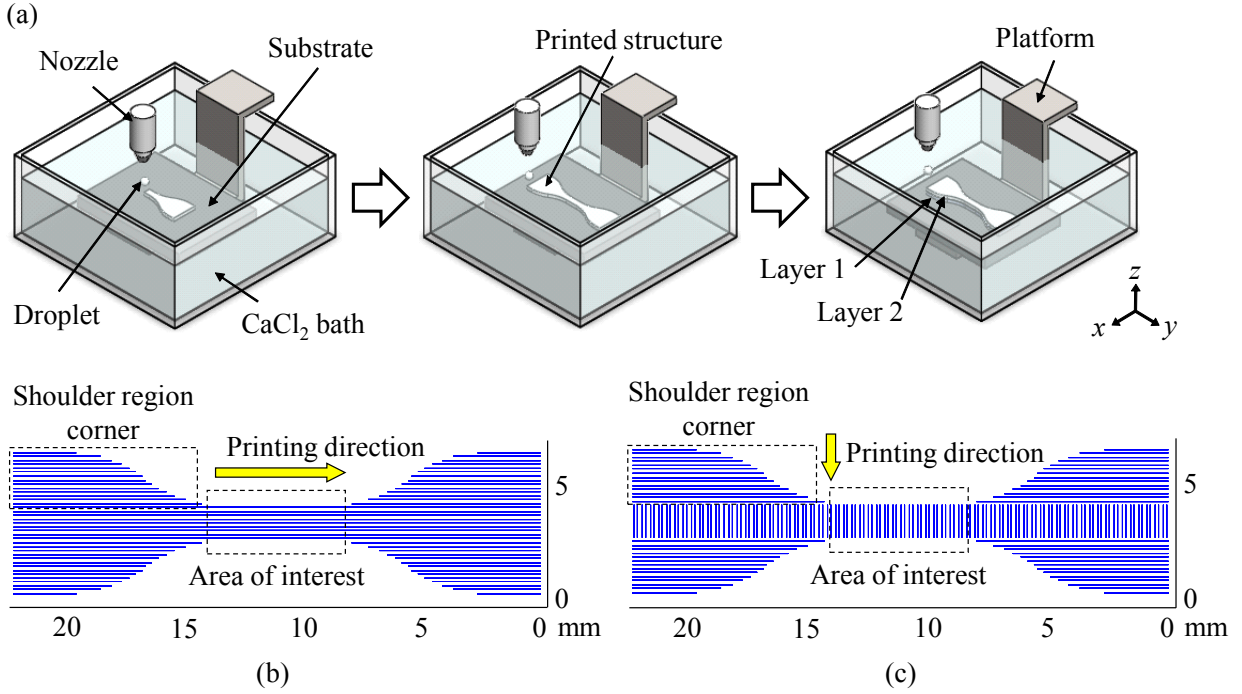 (a)
Nozzle
Substrate
Droplet
CaCl2 bath
Printed structure
Platform
Layer 1
Layer 2
z
x
y
Shoulder region
corner
Printing direction
Area of interest
5
0
20 15 10 5 0 mm
(b)
Shoulder region
corner
Printing direction
Area of interest
5
0
20 15 10 5 0 mm
(c)